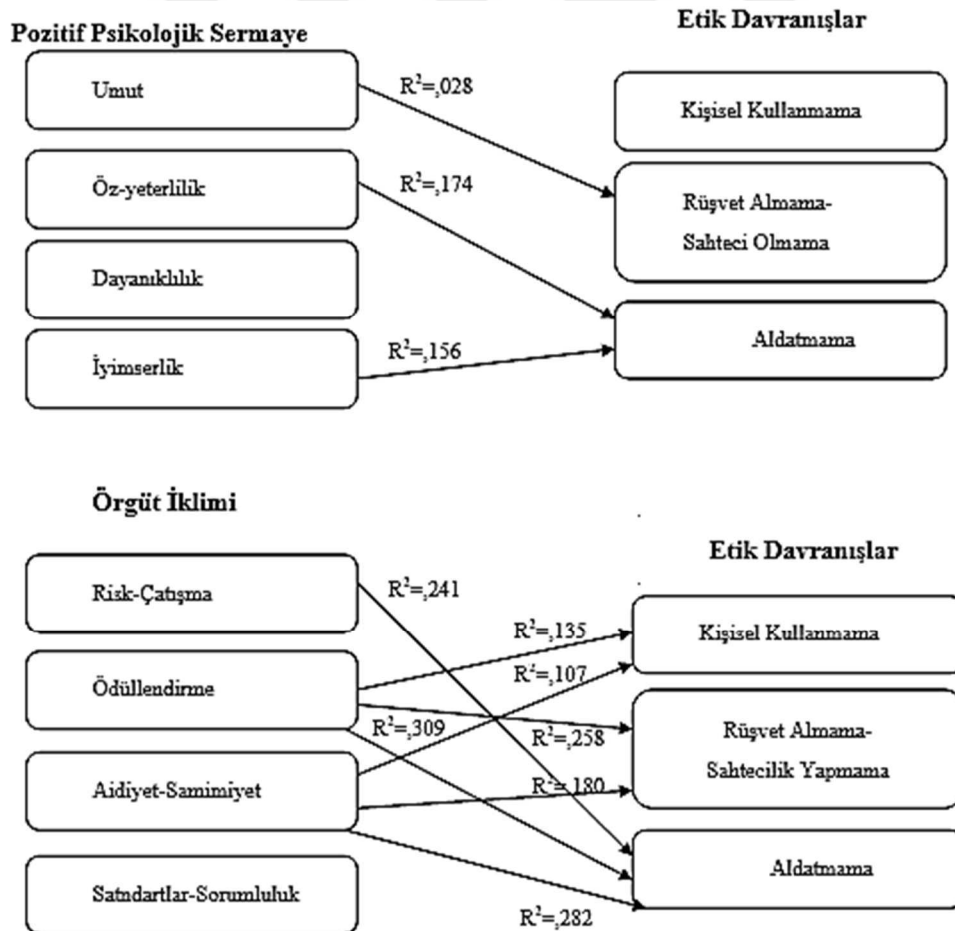 Etik Davranışlar
Pozitif Psikolojik Sermaye
Umut
R²=,028
Kişisel Kullanmama
Öz-yeterlilik
R²=,174
Rüşvet Almama-
Sahteci Olmama
Dayanıklılık
İyimserlik
R²=,156
Aldatmama
Örgüt İklimi
Etik Davranışlar
Risk-Çatışma
R²=,241
Kişisel Kullanmama
R²=,135
R²=,107
Ödüllendirme
R²=,309
R²=,258
Rüşvet Almama-
Sahtecilik Yapmama
Aidiyet-Samimiyet
R²=,180
Aldatmama
Satndartlar-Sorumluluk
R²=,282